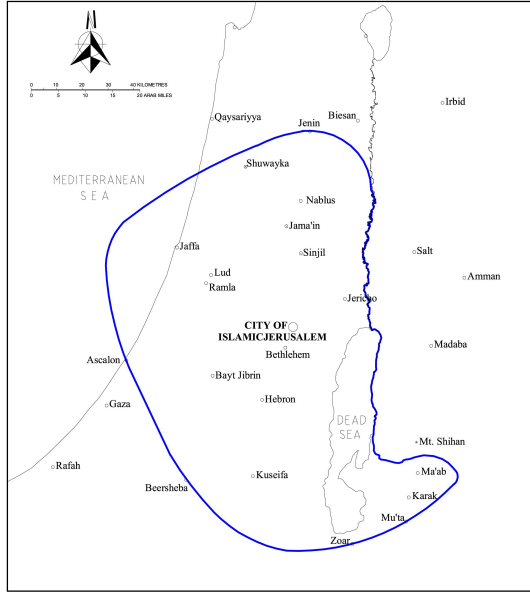 N
0 10 20 30 40 KILOMETRES
0 5 10 15 20 ARAB MILES
Irbid
Qaysariyya
Biesan
Jenin
Shuwayka
MEDITERRANEAN
SEA
Nablus
Jama'in
Jaffa
Sinjil
Salt
Lud
Amman
Ramla
Jericho
CITY OF
ISLAMICJERUSALEM
Madaba
Bethlehem
Ascalon
Bayt Jibrin
Hebron
Gaza
DEAD
SEA
Mt. Shihan
Rafah
Kuseifa
Ma'ab
Beersheba
Karak
Mu'ta
Zoar